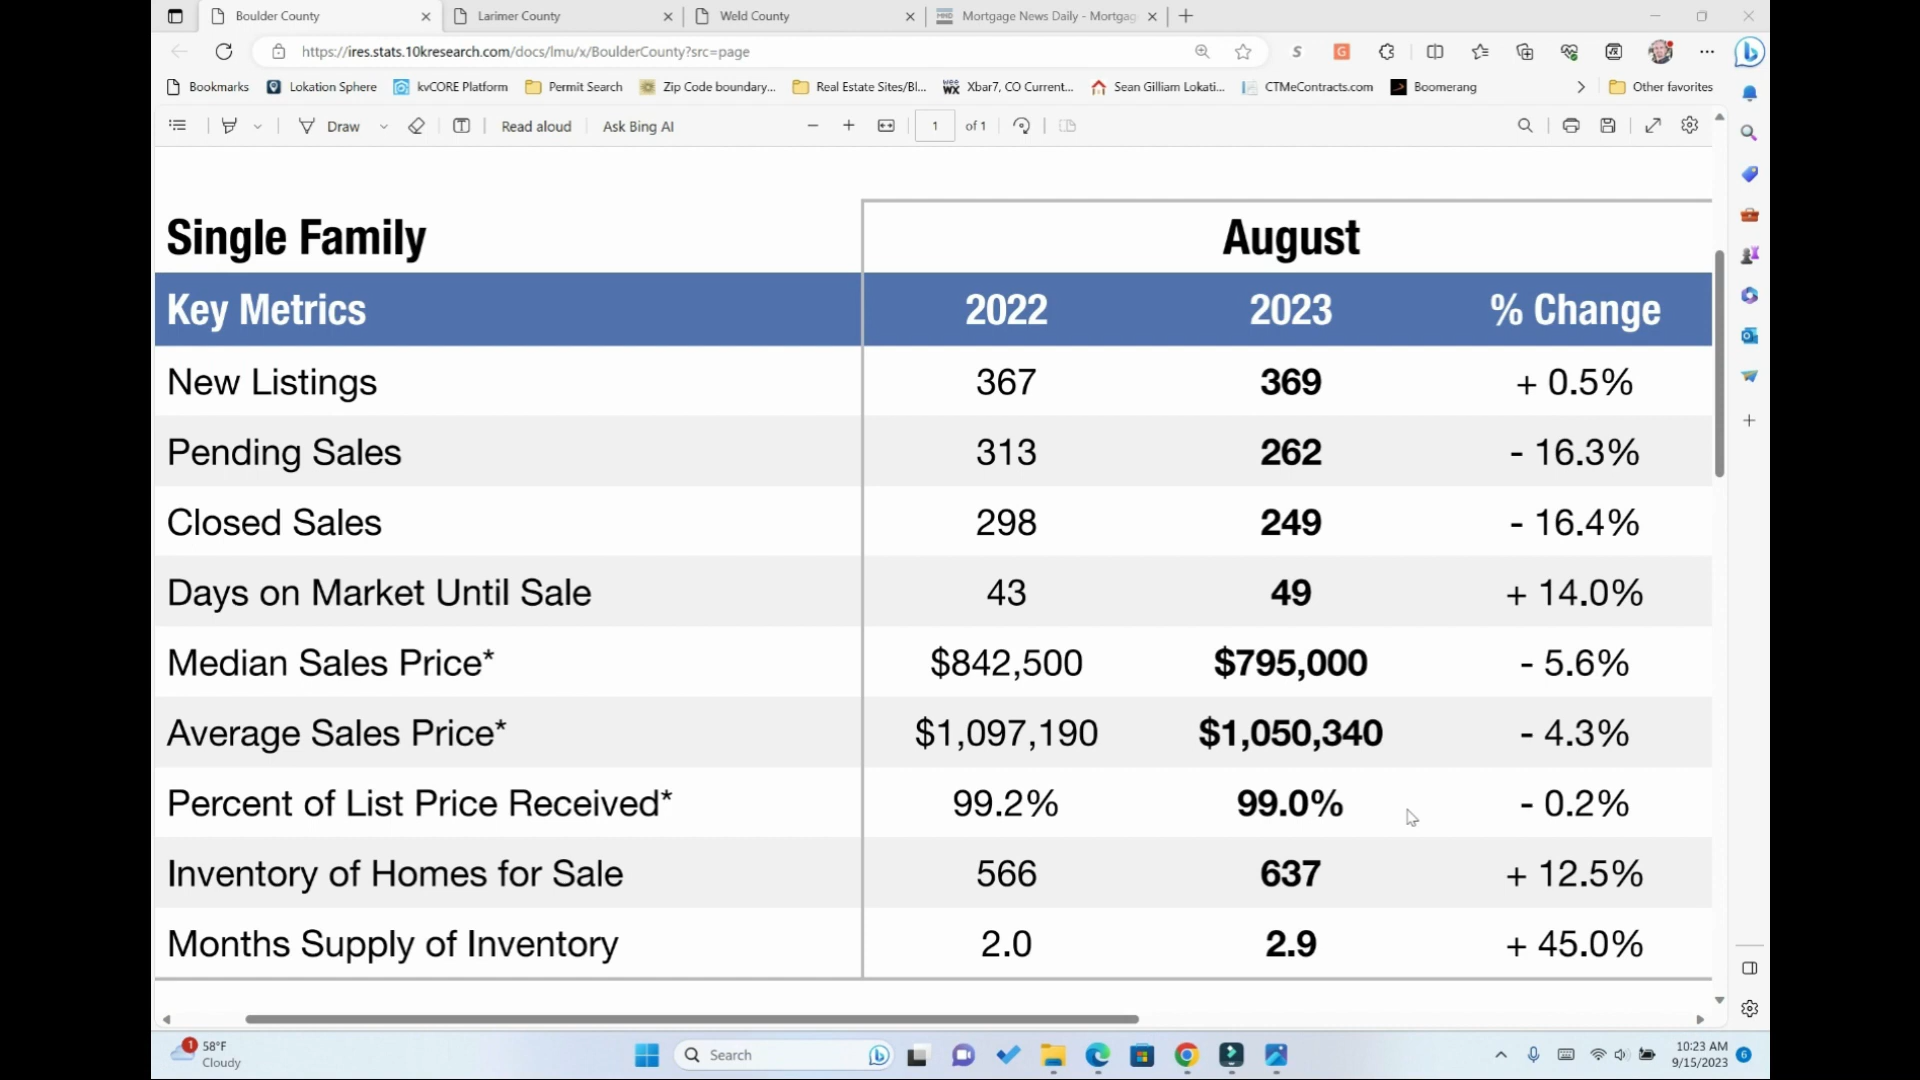 Boulder County
Larimer County
Weld County
Mortgage News Daily - Mortgag
https://ires.stats.10kresearch.com/docs/lmu/x/BoulderCounty?src=page
Bookmarks
Lokation Sphere
kvCORE Platform
Permit Search
Zip Code boundary...
Real Estate Sites/Bl...
Xbar7, CO Current...
Sean Gilliam Lokati...
CTMeContracts.com
Boomerang
Other favorites
Draw
Read aloud
Ask Bing AI
1 of 1
Single Family August
Key Metrics 2022 2023 % Change
New Listings 367 369 + 0.5%
Pending Sales 313 262 - 16.3%
Closed Sales 298 249 - 16.4%
Days on Market Until Sale 43 49 + 14.0%
Median Sales Price* $842,500 $795,000 - 5.6%
Average Sales Price* $1,097,190 $1,050,340 - 4.3%
Percent of List Price Received* 99.2% 99.0% - 0.2%
Inventory of Homes for Sale 566 637 + 12.5%
Months Supply of Inventory 2.0 2.9 + 45.0%
1
58°F
Cloudy
Search
10:23 AM
9/15/2023
6